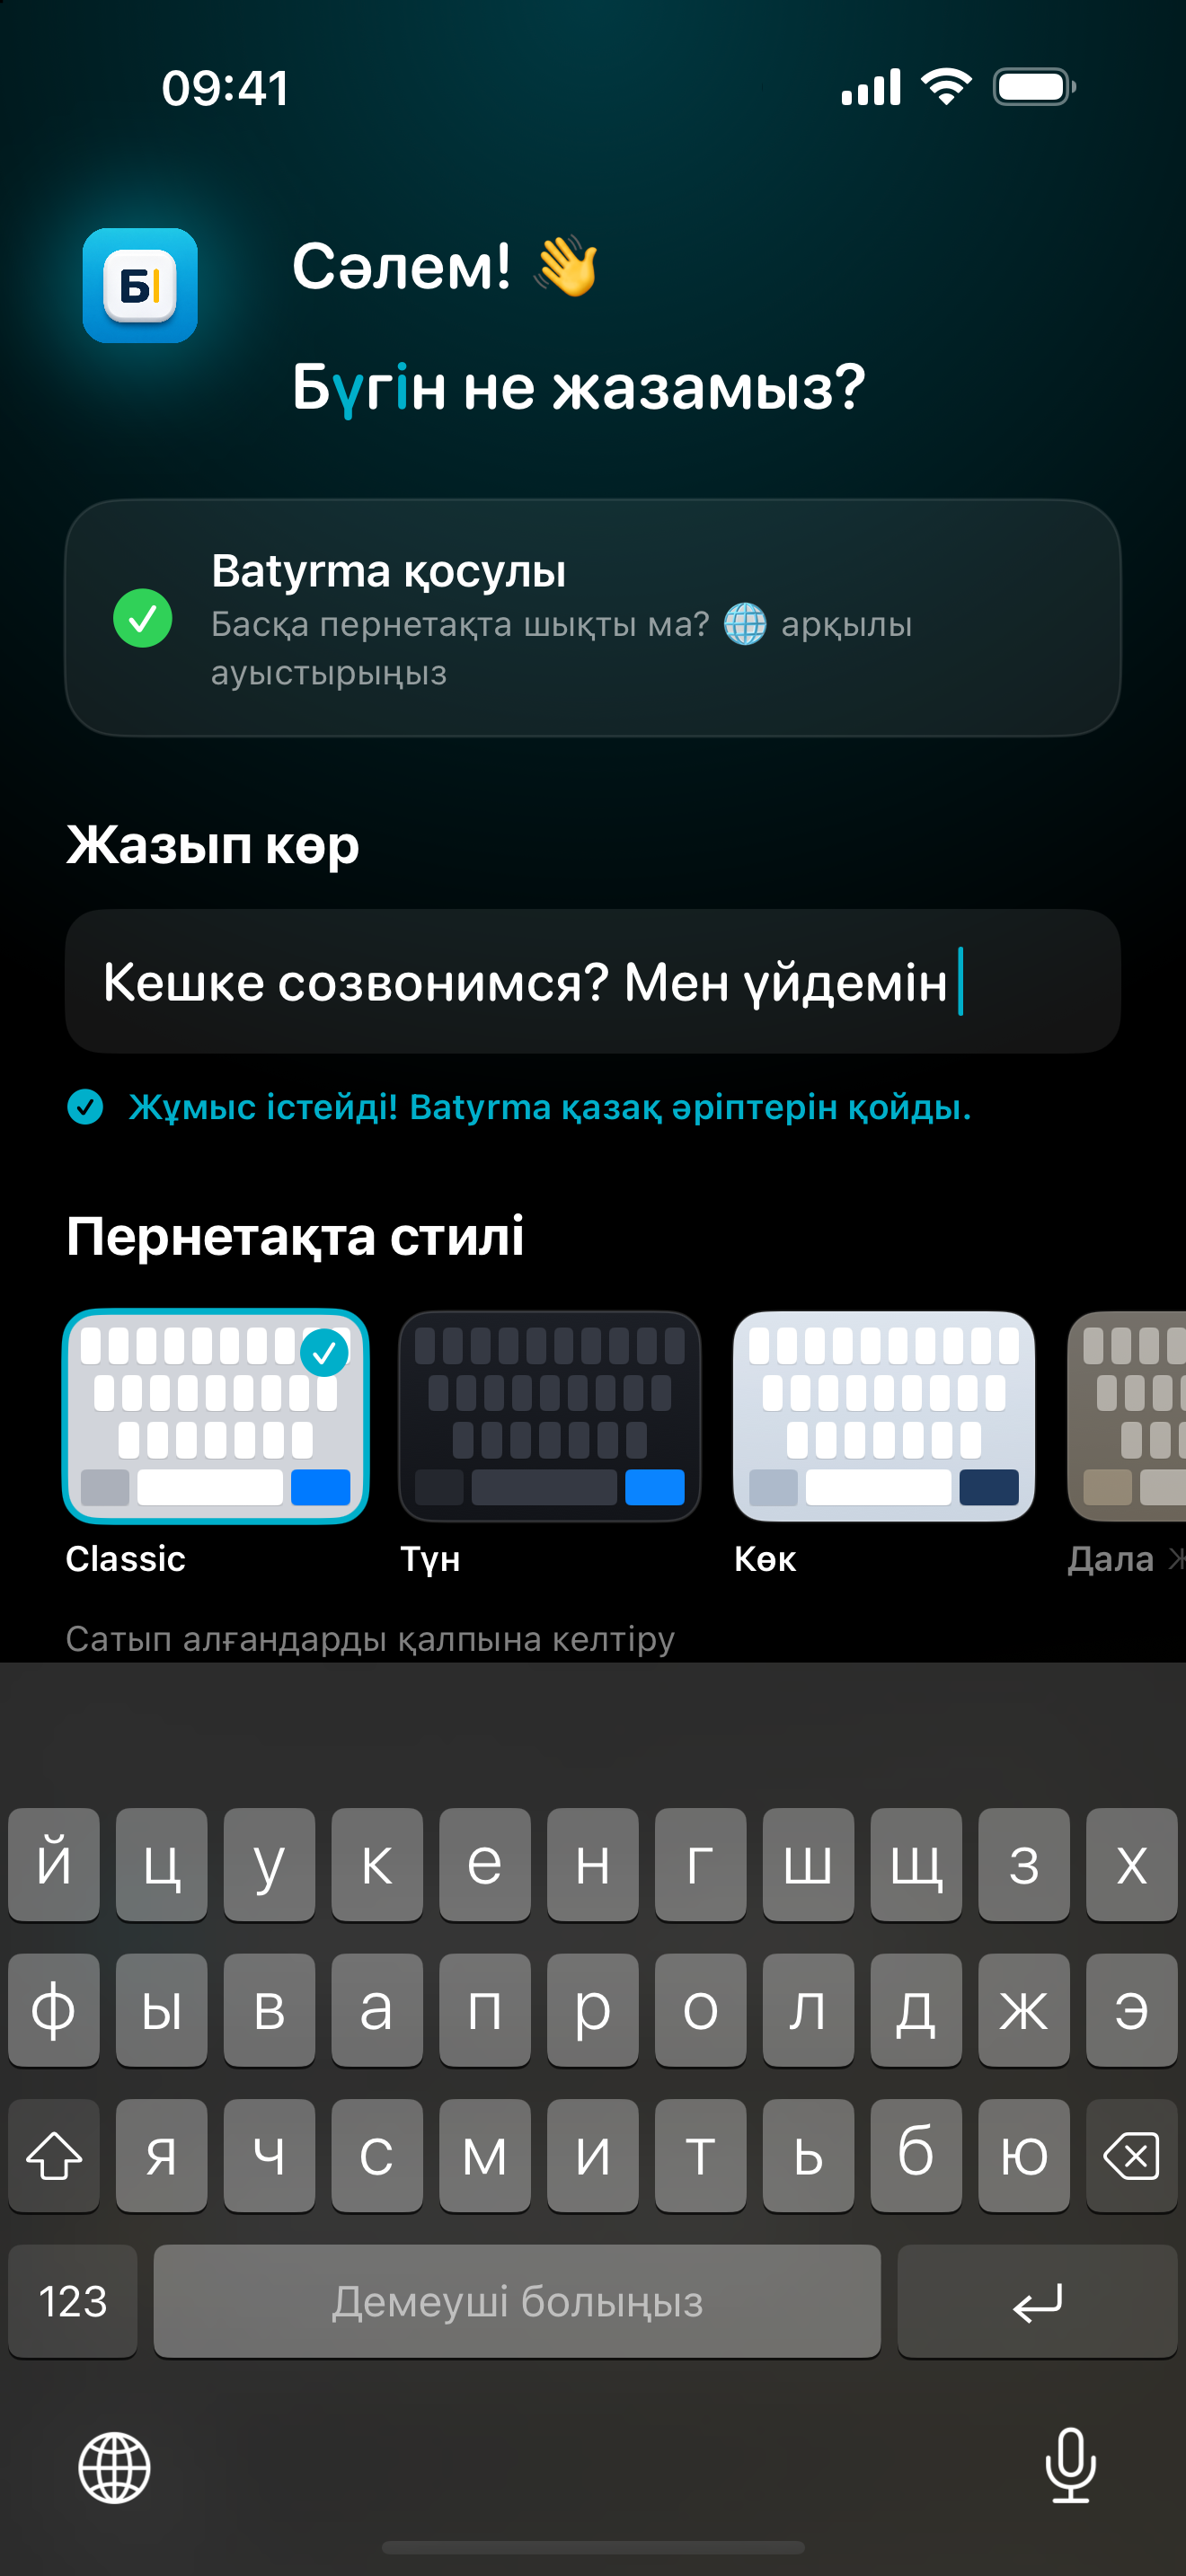 09:41
БІ
Сәлем! 👋
Бүгін не жазамыз?
Batyrma қосулы
Басқа пернетақта шықты ма? 🌐 арқылы
ауыстырыңыз
Жазып көр
Кешке созвонимся? Мен үйдемін
Жұмыс істейді! Batyrma қазақ әріптерін қойды.
Пернетақта стилі
Classic Түн Көк Дала
Сатып алғандарды қалпына келтіру
й ц у к е н г ш щ з х
ф ы в а п р о л д ж э
я ч с м и т ь б ю
123 Демеуші болыңыз